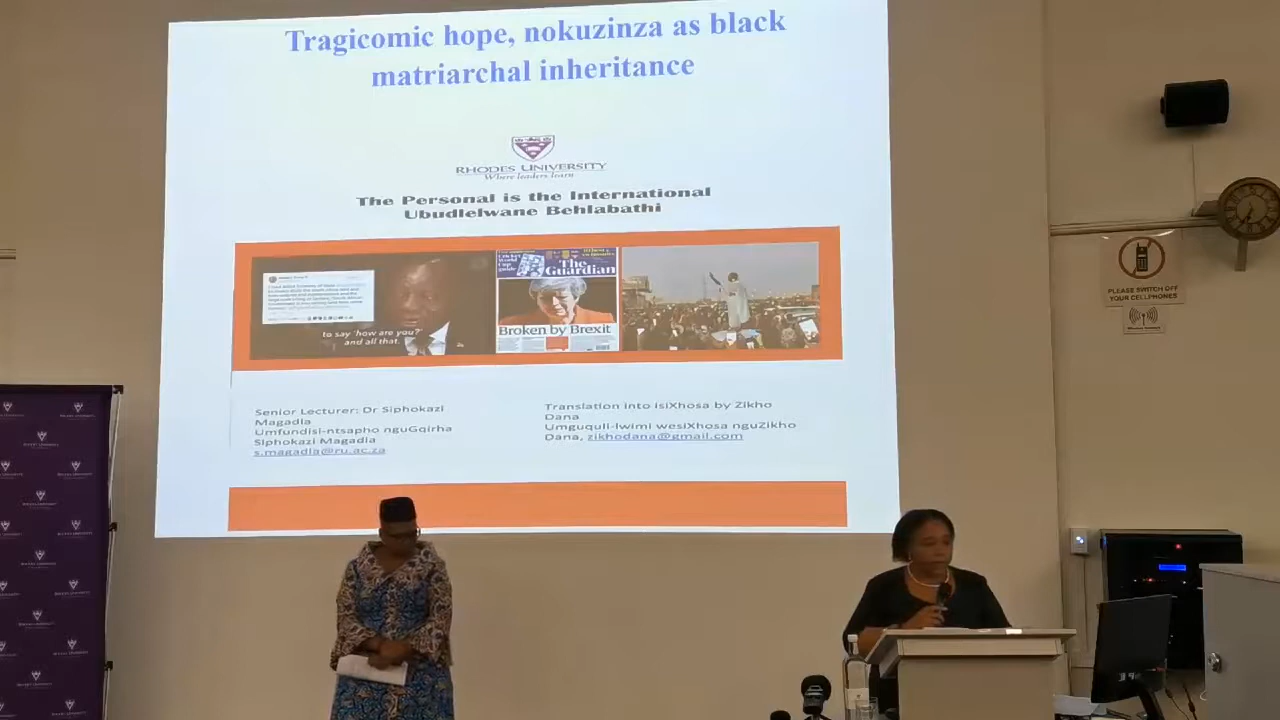 Tragicomic hope, nokuzinza as black
matriarchal inheritance
RHODES UNIVERSITY
Where leaders learn
The Personal is the International
Ubudlelwane Behlabathi
The
Guardian
to say 'how are you?'
and all that.
Broken by Brexit
Senior Lecturer: Dr Siphokazi
Magadla
Umfundisi-ntsapho nguGqirha
Siphokazi Magadla
s.magadla@ru.ac.za
Translation into isiXhosa by Zikho
Dana
Umguquli-lwimi wesiXhosa nguZikho
Dana, zikhodana@gmail.com
PLEASE SWITCH OFF
YOUR CELLPHONES